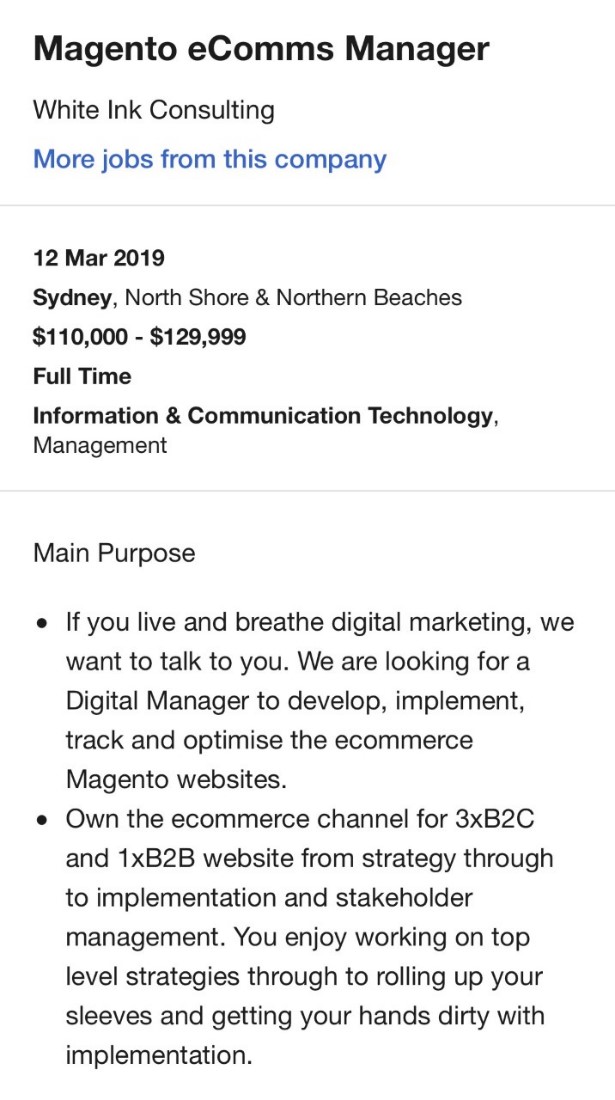 Magento eComms Manager
White Ink Consulting
More jobs from this company
12 Mar 2019
Sydney, North Shore & Northern Beaches
$110,000 - $129,999
Full Time
Information & Communication Technology,
Management
Main Purpose
• If you live and breathe digital marketing, we
want to talk to you. We are looking for a
Digital Manager to develop, implement,
track and optimise the ecommerce
Magento websites.
• Own the ecommerce channel for 3xB2C
and 1xB2B website from strategy through
to implementation and stakeholder
management. You enjoy working on top
level strategies through to rolling up your
sleeves and getting your hands dirty with
implementation.